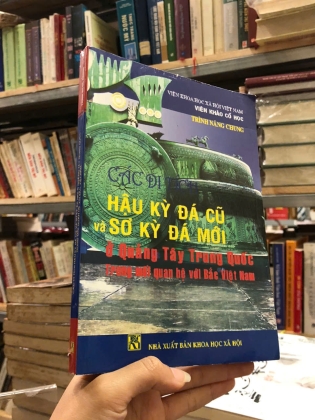 VIỆN KHOA HỌC XÃ HỘI VIỆT NAM
VIỆN KHẢO CỔ HỌC
TRÌNH NĂNG CHUNG
CÁC DI
HẬU KỲ ĐÁ CŨ
và SƠ KỲ ĐÁ MỚI
Ở Quảng Tây Trung Quốc
Trong mối quan hệ với Bắc Việt Nam
NHÀ XUẤT BẢN KHOA HỌC XÃ HỘI